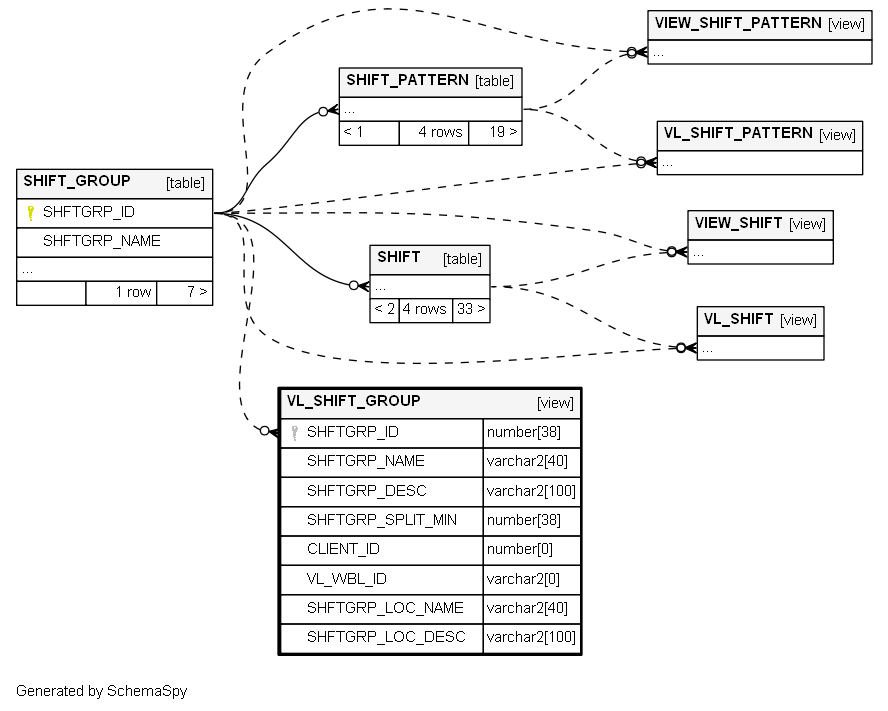 VIEW_SHIFT_PATTERN [view]
...
SHIFT_PATTERN [table]
...
< 1 4 rows 19 >
VL_SHIFT_PATTERN [view]
...
SHIFT_GROUP [table]
SHFTGRP_ID
SHFTGRP_NAME
...
1 row 7 >
VIEW_SHIFT [view]
...
SHIFT [table]
...
< 2 4 rows 33 >
VL_SHIFT [view]
...
VL_SHIFT_GROUP [view]
SHFTGRP_ID number[38]
SHFTGRP_NAME varchar2[40]
SHFTGRP_DESC varchar2[100]
SHFTGRP_SPLIT_MIN number[38]
CLIENT_ID number[0]
VL_WBL_ID varchar2[0]
SHFTGRP_LOC_NAME varchar2[40]
SHFTGRP_LOC_DESC varchar2[100]
Generated by SchemaSpy